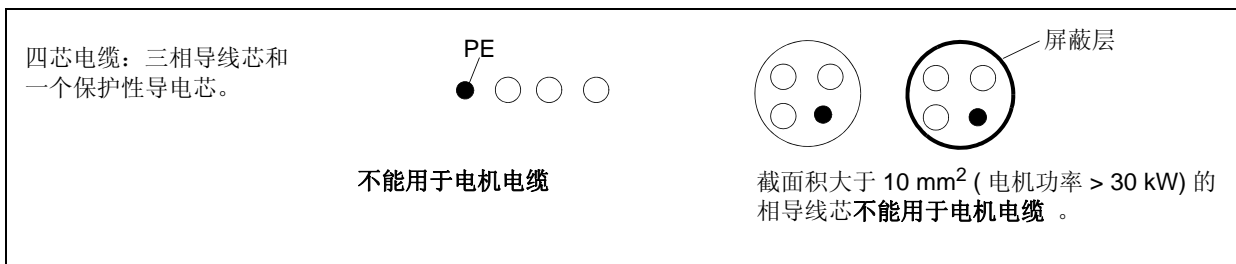 四芯电缆：三相导线芯和
一个保护性导电芯。
PE
不能用于电机电缆
屏蔽层
截面积大于 10 mm² ( 电机功率 > 30 kW) 的
相导线芯不能用于电机电缆 。